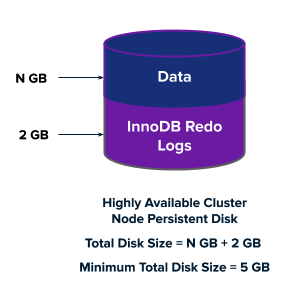 N GB
Data
2 GB
InnoDB Redo
Logs
Highly Available Cluster
Node Persistent Disk
Total Disk Size = N GB + 2 GB
Minimum Total Disk Size = 5 GB